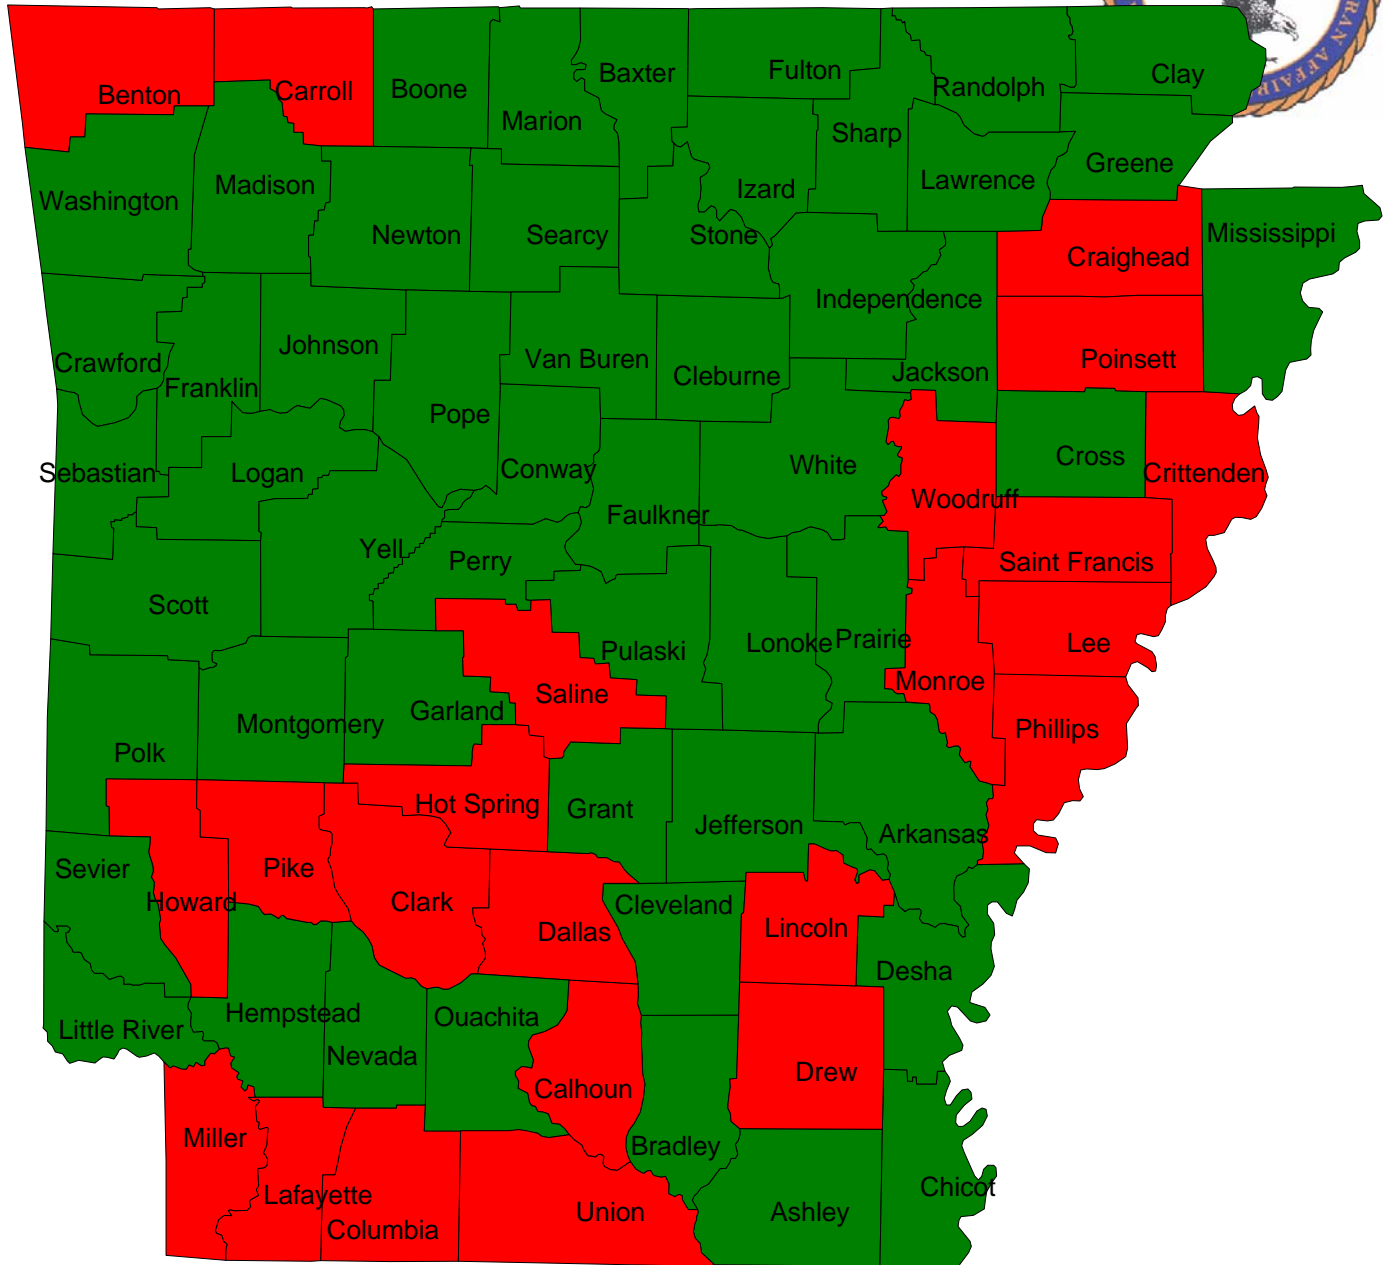 Benton
Carroll
Boone
Marion
Baxter
Fulton
Randolph
Clay
Sharp
Greene
Washington
Madison
Izard
Lawrence
Newton
Searcy
Stone
Craighead
Mississippi
Independence
Crawford
Franklin
Johnson
Van Buren
Cleburne
Jackson
Poinsett
Pope
Sebastian
Logan
Conway
White
Cross
Crittenden
Woodruff
Faulkner
Yell
Perry
Saint Francis
Scott
Pulaski
Lonoke
Prairie
Lee
Saline
Monroe
Garland
Montgomery
Phillips
Polk
Hot Spring
Grant
Jefferson
Arkansas
Sevier
Pike
Howard
Clark
Dallas
Cleveland
Lincoln
Desha
Hempstead
Ouachita
Little River
Nevada
Calhoun
Drew
Miller
Bradley
Lafayette
Columbia
Union
Ashley
Chicot
RAN AFFAIR